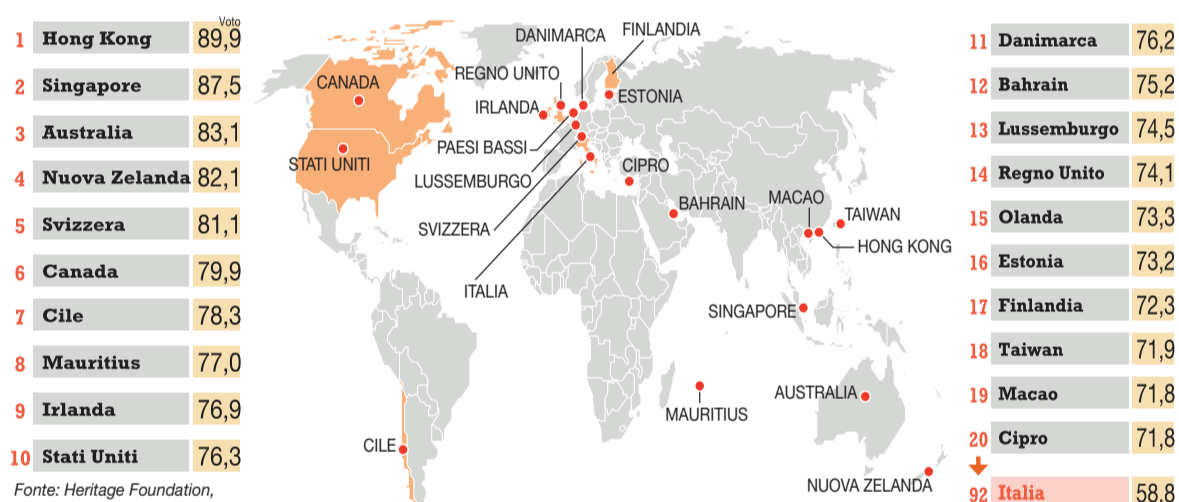 Voto
1 Hong Kong 89,9
2 Singapore 87,5
3 Australia 83,1
4 Nuova Zelanda 82,1
5 Svizzera 81,1
6 Canada 79,9
7 Cile 78,3
8 Mauritius 77,0
9 Irlanda 76,9
10 Stati Uniti 76,3
Fonte: Heritage Foundation,
DANIMARCA
FINLANDIA
CANADA
REGNO UNITO
IRLANDA
ESTONIA
PAESI BASSI
STATI UNITI
LUSSEMBURGO
CIPRO
SVIZZERA
BAHRAIN
MACAO
TAIWAN
HONG KONG
ITALIA
SINGAPORE
AUSTRALIA
MAURITIUS
CILE
NUOVA ZELANDA
11 Danimarca 76,2
12 Bahrain 75,2
13 Lussemburgo 74,5
14 Regno Unito 74,1
15 Olanda 73,3
16 Estonia 73,2
17 Finlandia 72,3
18 Taiwan 71,9
19 Macao 71,8
20 Cipro 71,8
92 Italia 58,8